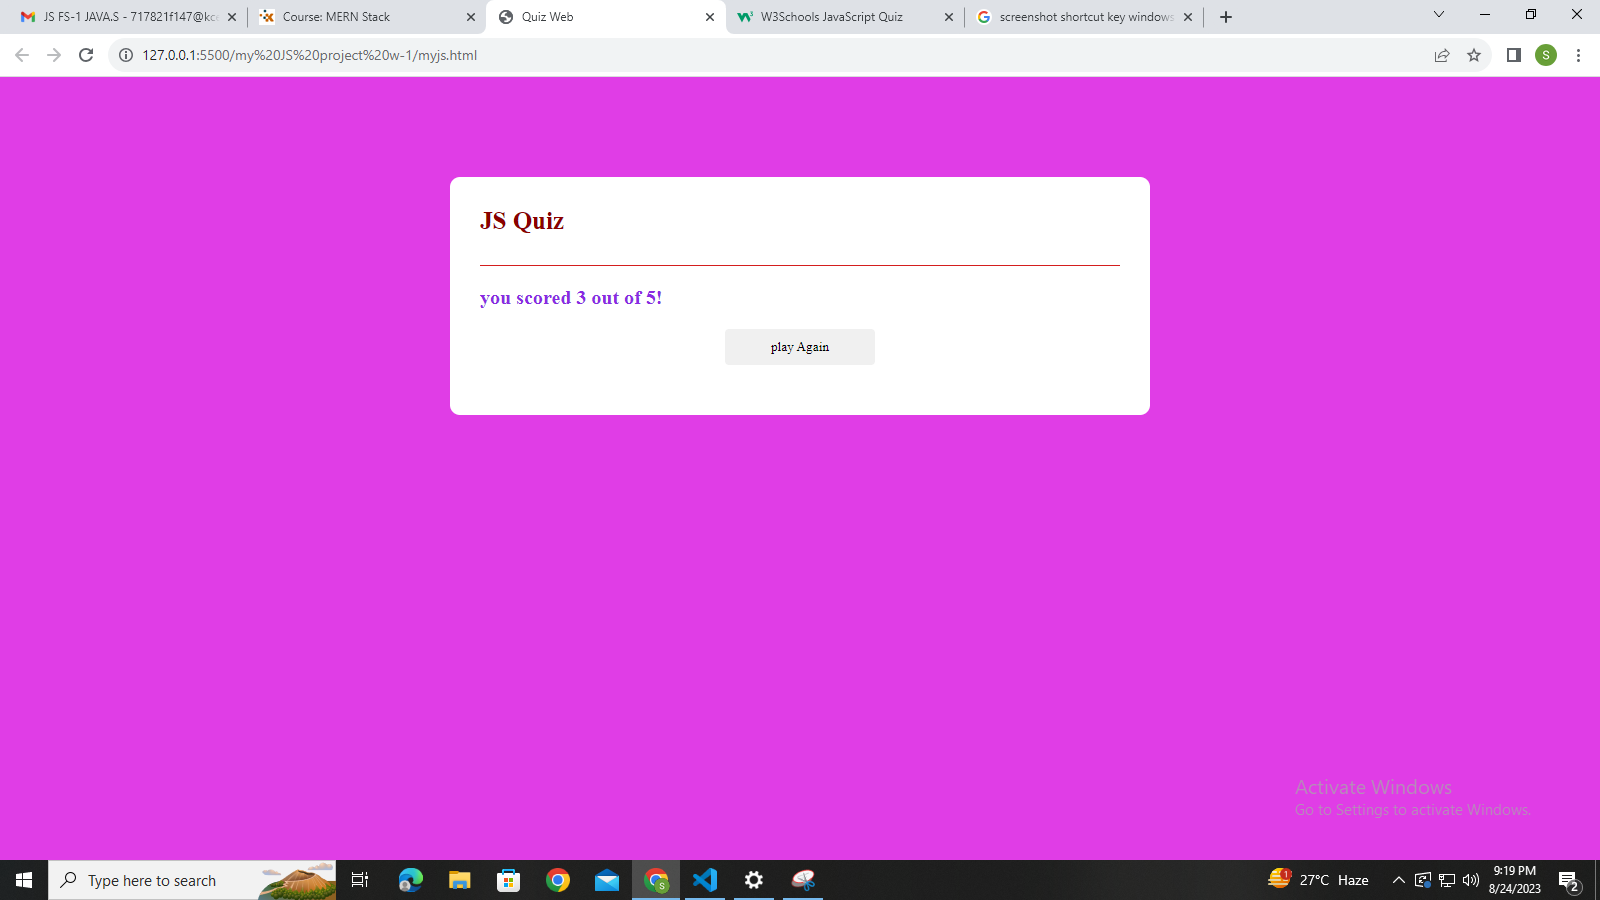 JS FS-1 JAVA.S - 717821f147@kce
Course: MERN Stack
Quiz Web
W3Schools JavaScript Quiz
screenshot shortcut key windows
127.0.0.1:5500/my%20JS%20project%20w-1/myjs.html
S
JS Quiz
you scored 3 out of 5!
play Again
Activate Windows
Go to Settings to activate Windows.
Type here to search
S
1
27°C Haze
9:19 PM
8/24/2023
2